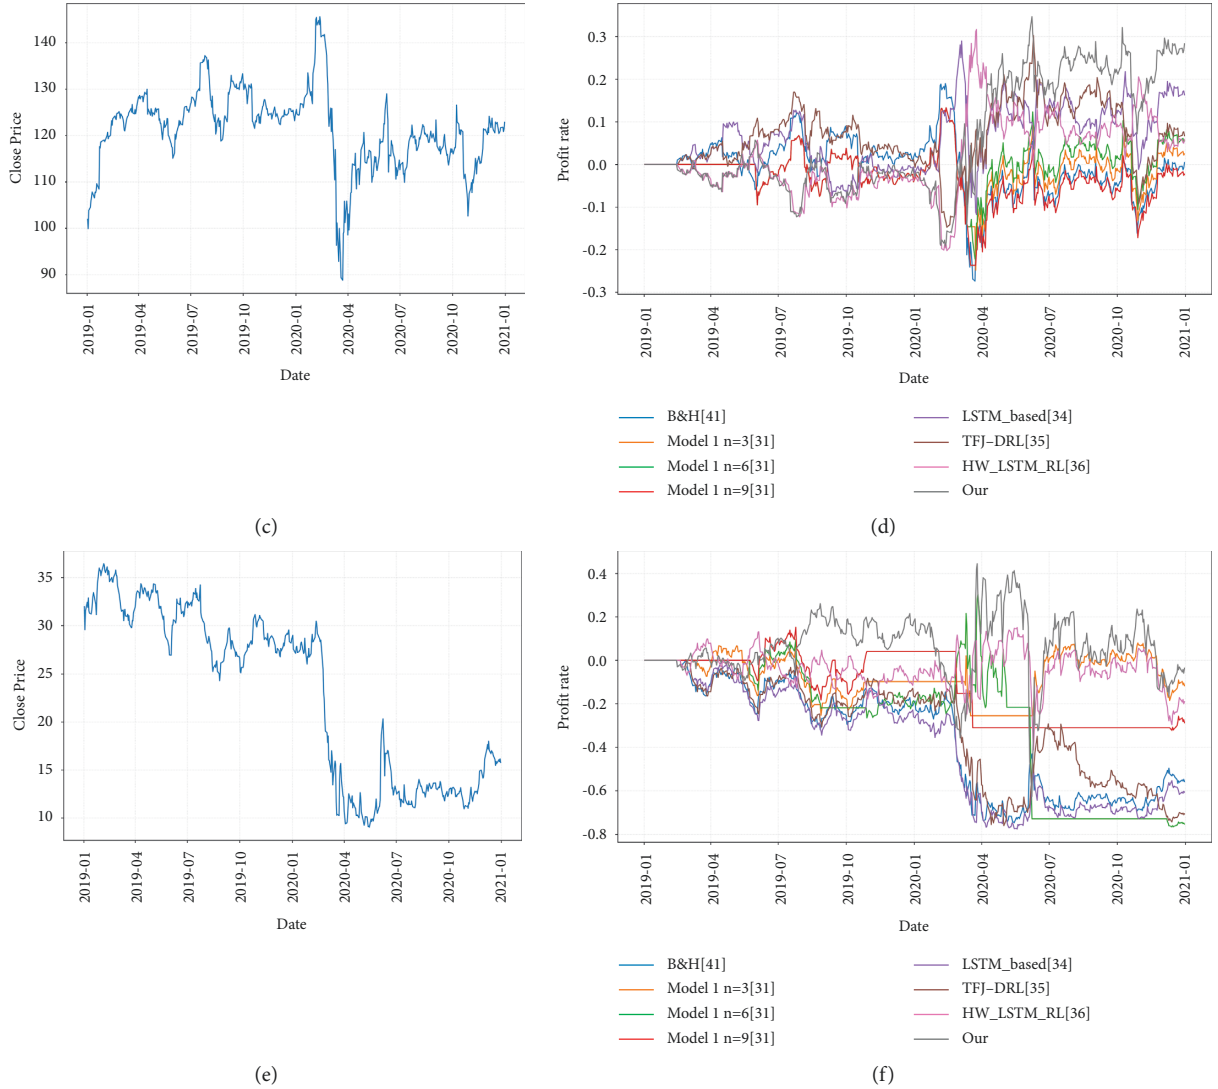 140
130
120
110
100
90
Close Price
2019-01
2019-04
2019-07
2019-10
2020-01
2020-04
2020-07
2020-10
2021-01
Date
(c)
0.3
0.2
0.1
0.0
-0.1
-0.2
-0.3
Profit rate
2019-01
2019-04
2019-07
2019-10
2020-01
2020-04
2020-07
2020-10
2021-01
Date
B&H[41]
Model 1 n=3[31]
Model 1 n=6[31]
Model 1 n=9[31]
LSTM_based[34]
TFJ–DRL[35]
HW_LSTM_RL[36]
Our
(d)
35
30
25
20
15
10
Close Price
2019-01
2019-04
2019-07
2019-10
2020-01
2020-04
2020-07
2020-10
2021-01
Date
(e)
0.4
0.2
0.0
-0.2
-0.4
-0.6
-0.8
Profit rate
2019-01
2019-04
2019-07
2019-10
2020-01
2020-04
2020-07
2020-10
2021-01
Date
B&H[41]
Model 1 n=3[31]
Model 1 n=6[31]
Model 1 n=9[31]
LSTM_based[34]
TFJ–DRL[35]
HW_LSTM_RL[36]
Our
(f)